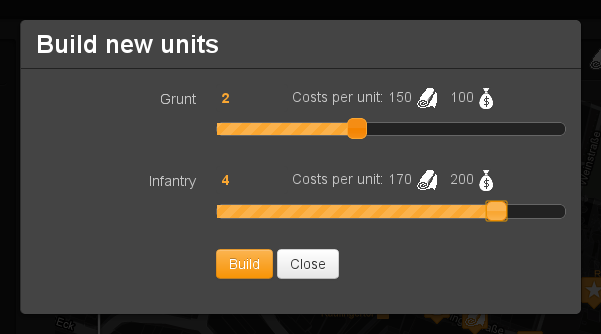 Build new units
Grunt 2 Costs per unit: 150 100 $
Infantry 4 Costs per unit: 170 200 $
Build Close
Eck